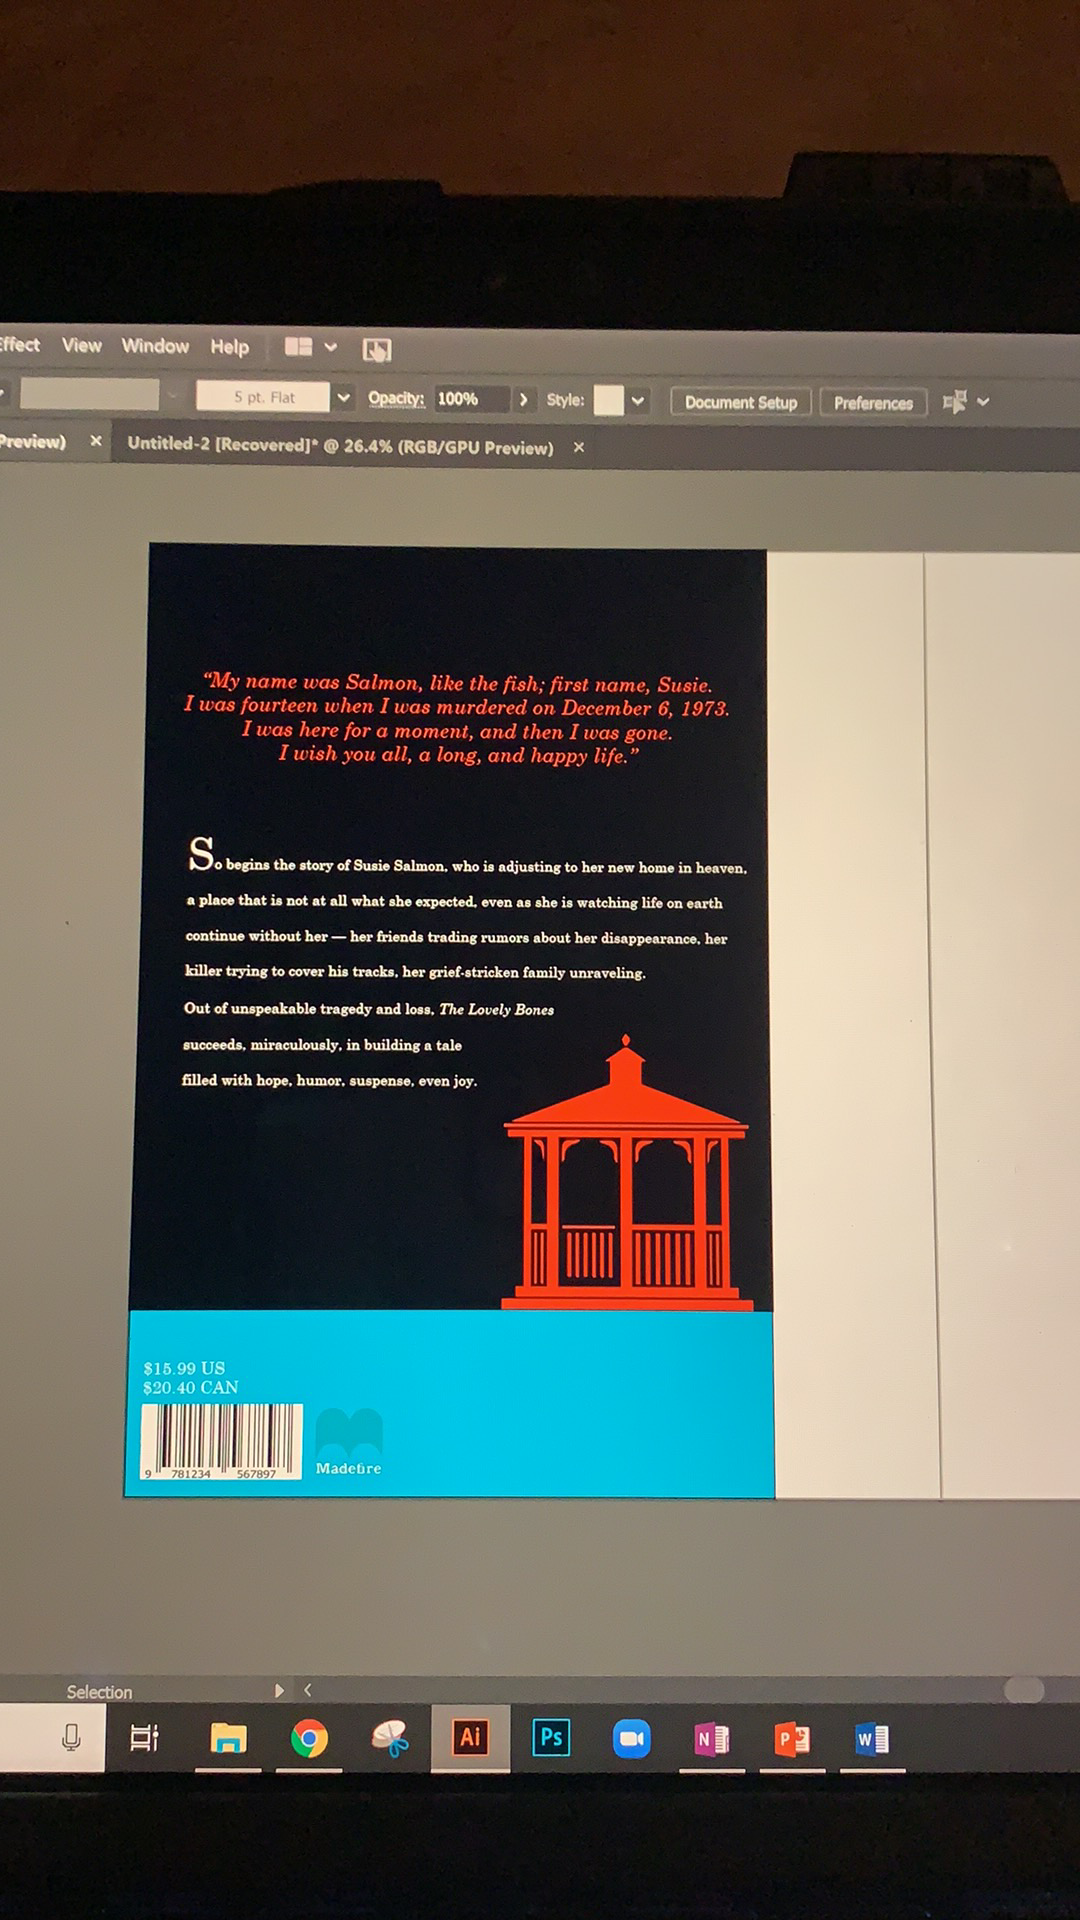 Effect View Window Help
5 pt. Flat Opacity: 100% Style: Document Setup Preferences
Preview) × Untitled-2 [Recovered]* @ 26.4% (RGB/GPU Preview) ×
“My name was Salmon, like the fish; first name, Susie.
I was fourteen when I was murdered on December 6, 1973.
I was here for a moment, and then I was gone.
I wish you all, a long, and happy life.”
So begins the story of Susie Salmon, who is adjusting to her new home in heaven,
a place that is not at all what she expected, even as she is watching life on earth
continue without her — her friends trading rumors about her disappearance, her
killer trying to cover his tracks, her grief-stricken family unraveling.
Out of unspeakable tragedy and loss, The Lovely Bones
succeeds, miraculously, in building a tale
filled with hope, humor, suspense, even joy.
$15.99 US
$20.40 CAN
9 781234 567897
Madefire
Selection
Ai Ps N P W